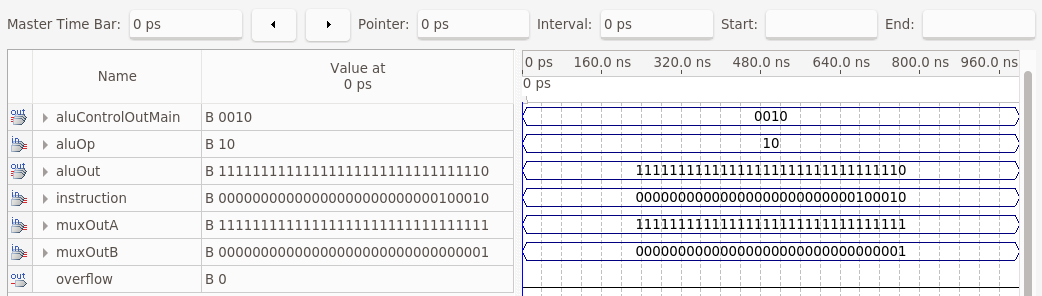 Master Time Bar: 0 ps Pointer: 0 ps Interval: 0 ps Start: End:
Name Value at 0 ps 0 ps 160.0 ns 320.0 ns 480.0 ns 640.0 ns 800.0 ns 960.0 ns
0 ps
out aluControlOutMain B 0010 0010
in aluOp B 10 10
out aluOut B 11111111111111111111111111111110 11111111111111111111111111111110
in instruction B 00000000000000000000000000100010 00000000000000000000000000100010
in muxOutA B 11111111111111111111111111111111 11111111111111111111111111111111
in muxOutB B 00000000000000000000000000000001 00000000000000000000000000000001
out overflow B 0